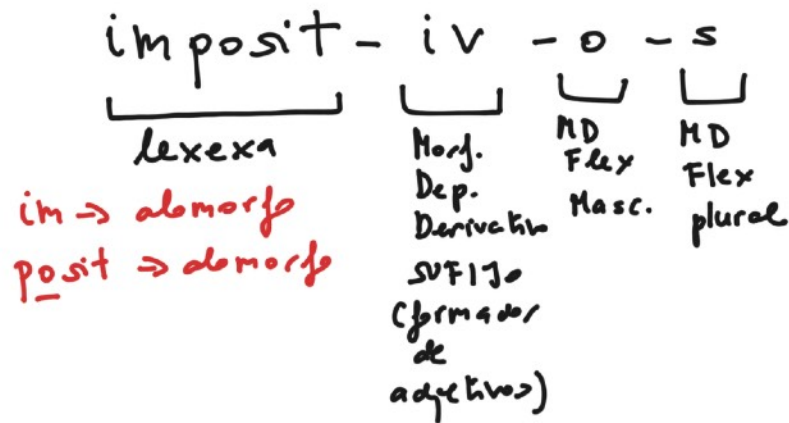 imposit - iv - o - s
lexexa
Morf.
Dep.
Derivativo
SUFIJO
(formador
de
adjetivos)
MD
Flex
Masc.
MD
Flex
plural
im → alomorfo
posit → alomorfo